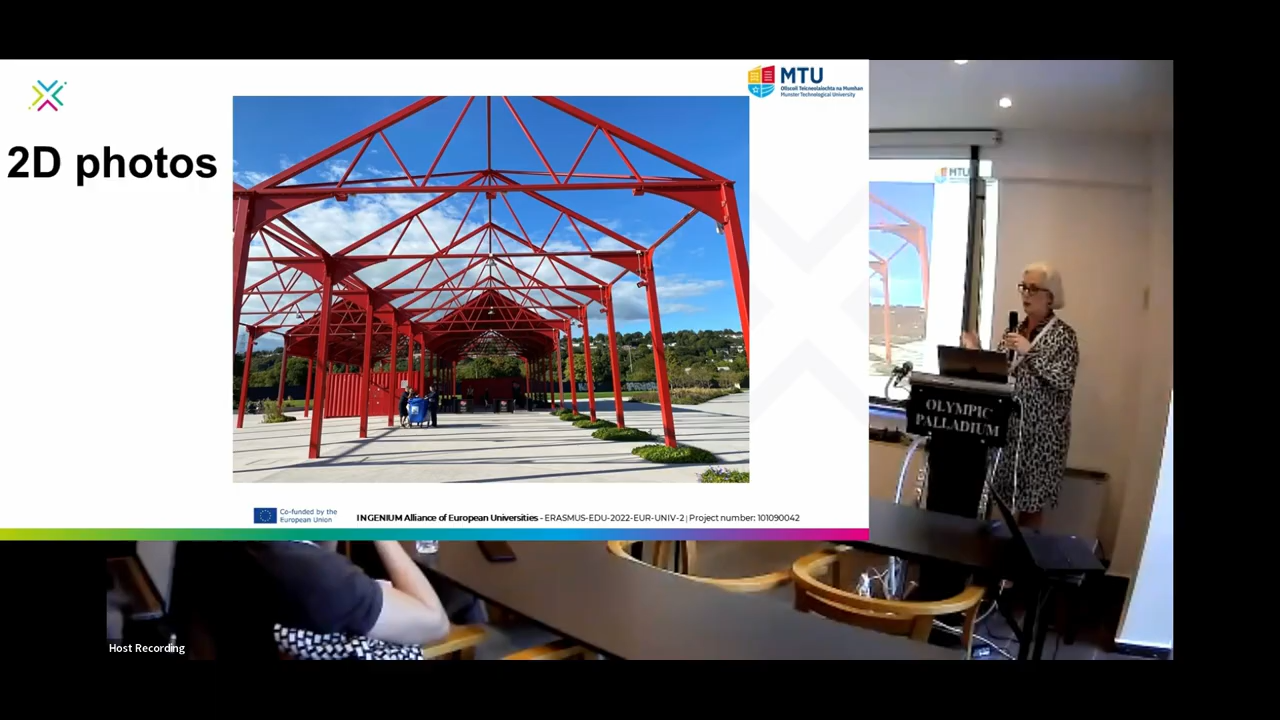 MTU
Ollscoil Teicneolaíochta na Mumhan
Munster Technological University
2D photos
MTU
OLYMPIC
PALLADIUM
Co-funded by the
European Union
INGENIUM Alliance of European Universities - ERASMUS-EDU-2022-EUR-UNIV-2 | Project number: 101090042
Host Recording